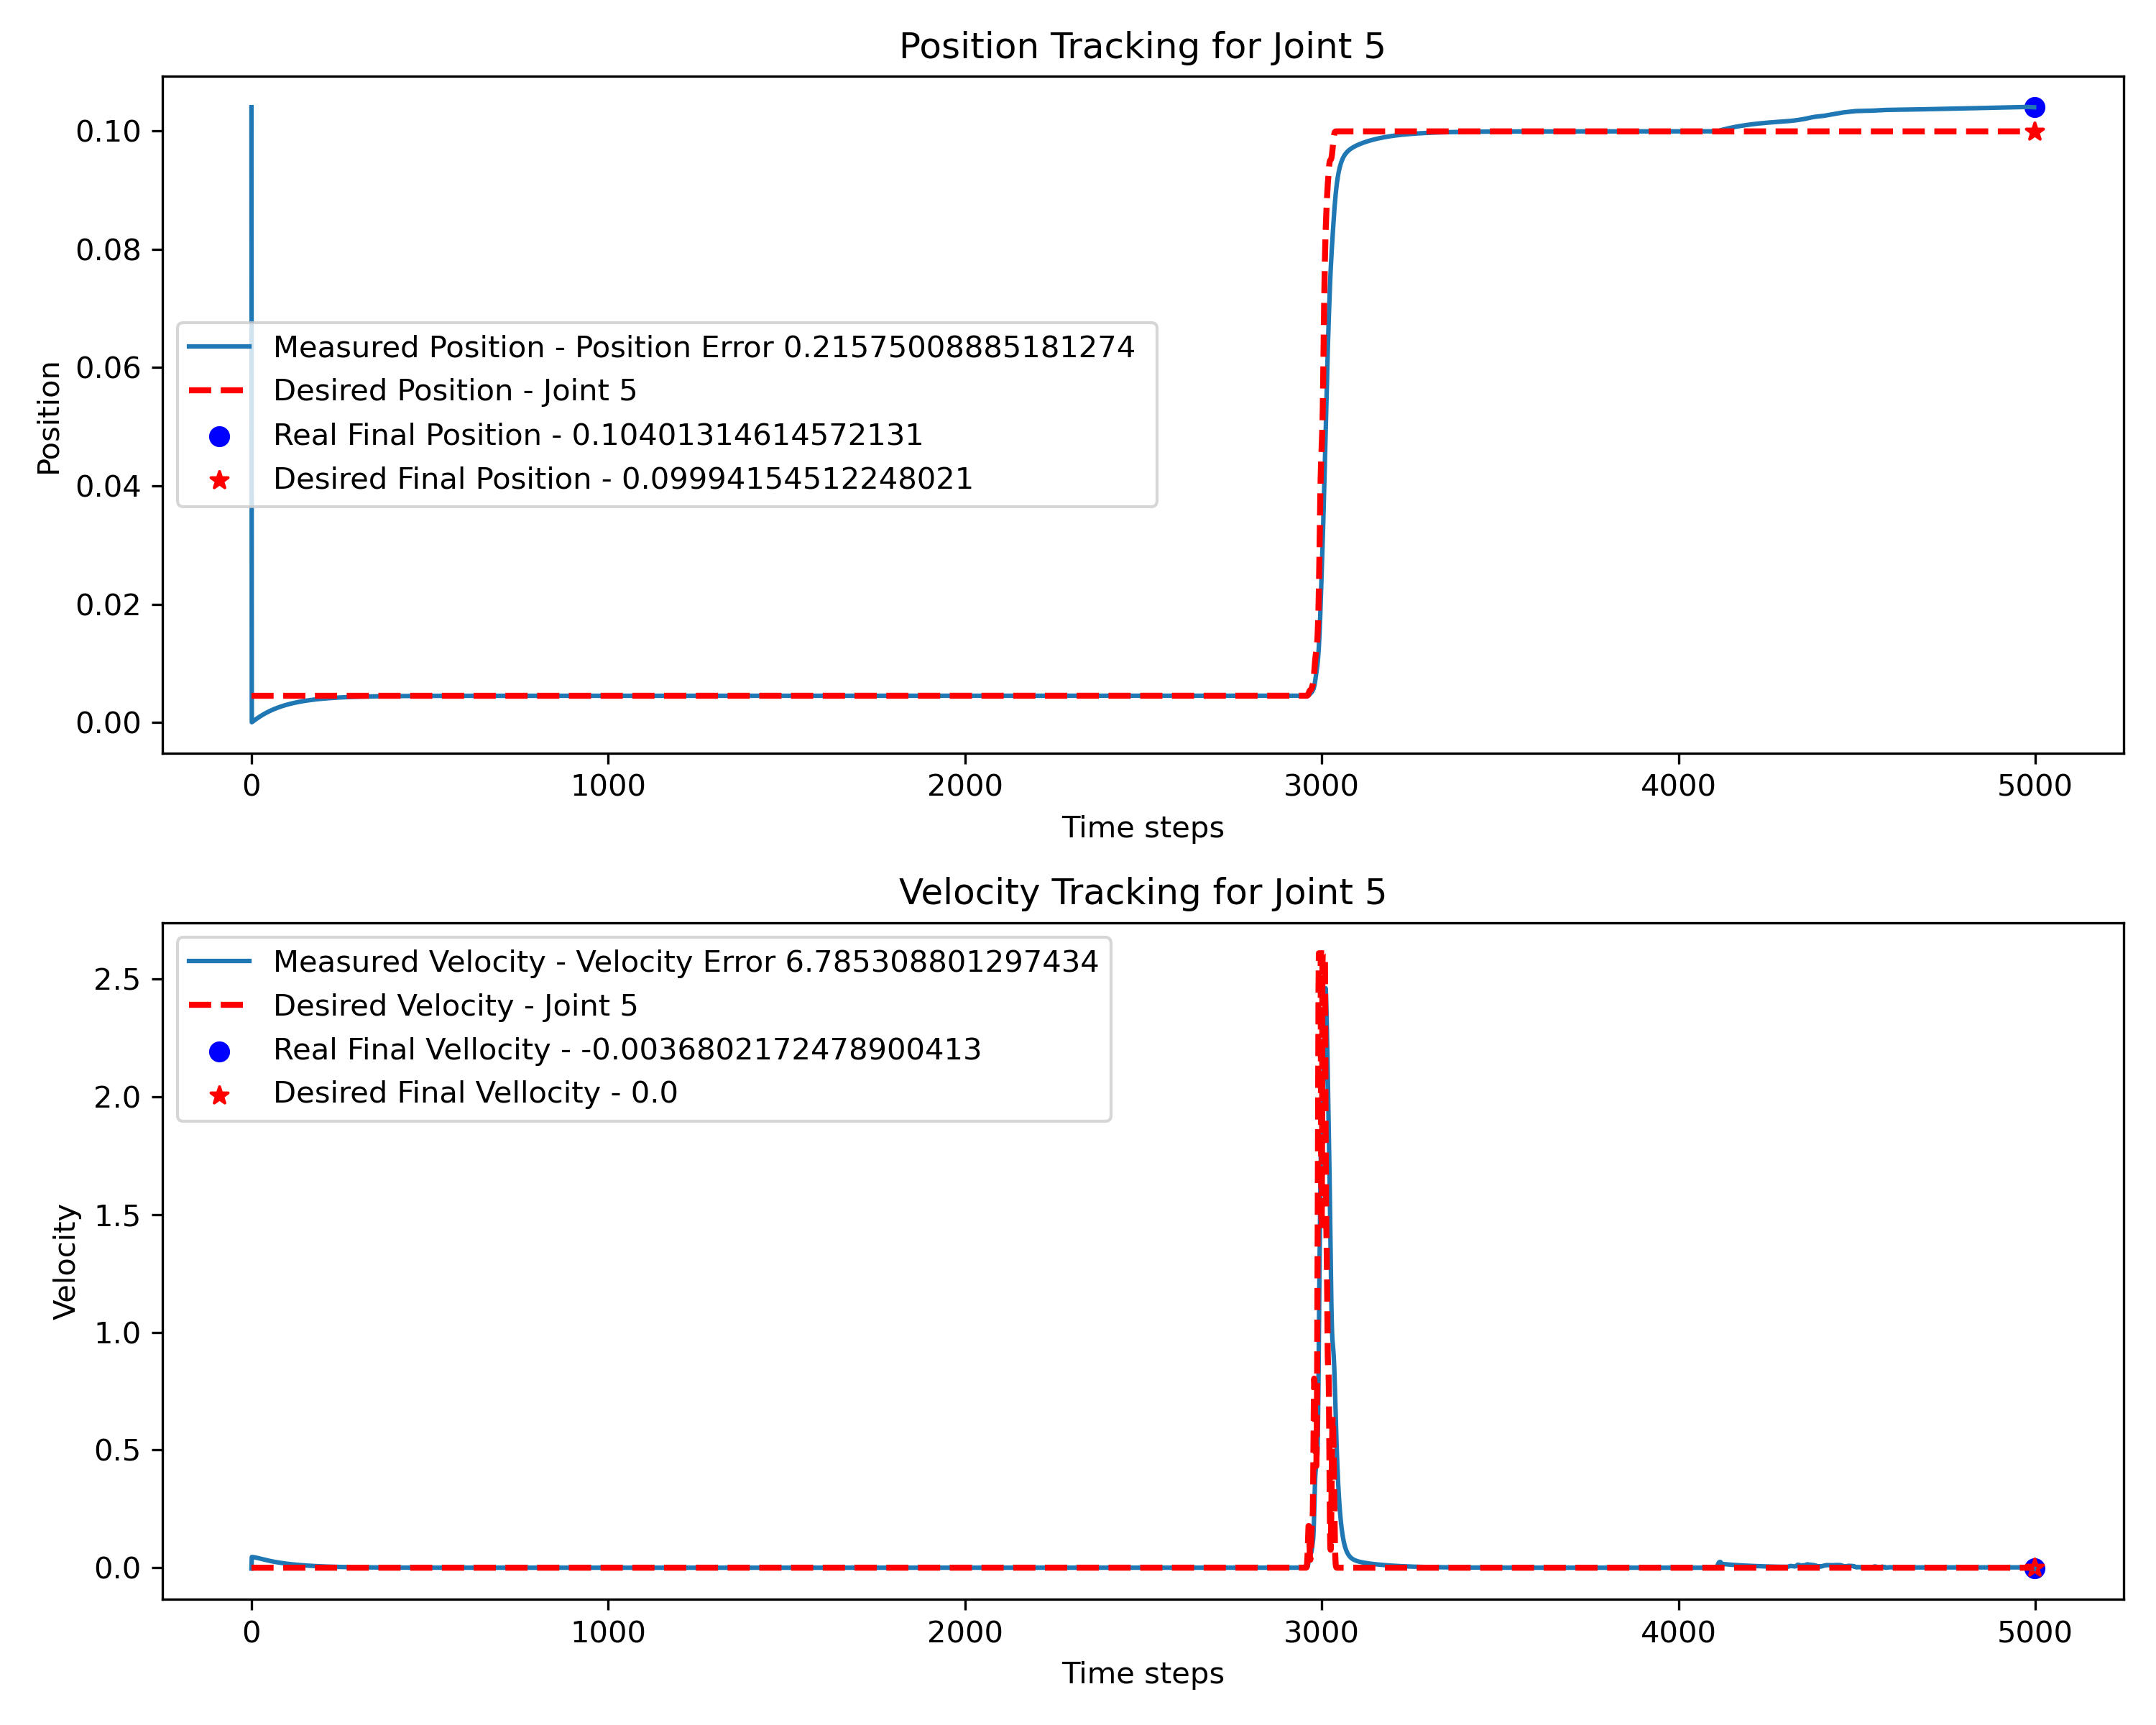 Position Tracking for Joint 5
Position
0.10
0.08
0.06
0.04
0.02
0.00
Measured Position - Position Error 0.21575008885181274
Desired Position - Joint 5
Real Final Position - 0.10401314614572131
Desired Final Position - 0.09994154512248021
0 1000 2000 3000 4000 5000
Time steps
Velocity Tracking for Joint 5
Velocity
2.5
2.0
1.5
1.0
0.5
0.0
Measured Velocity - Velocity Error 6.785308801297434
Desired Velocity - Joint 5
Real Final Vellocity - -0.0036802172478900413
Desired Final Vellocity - 0.0
0 1000 2000 3000 4000 5000
Time steps